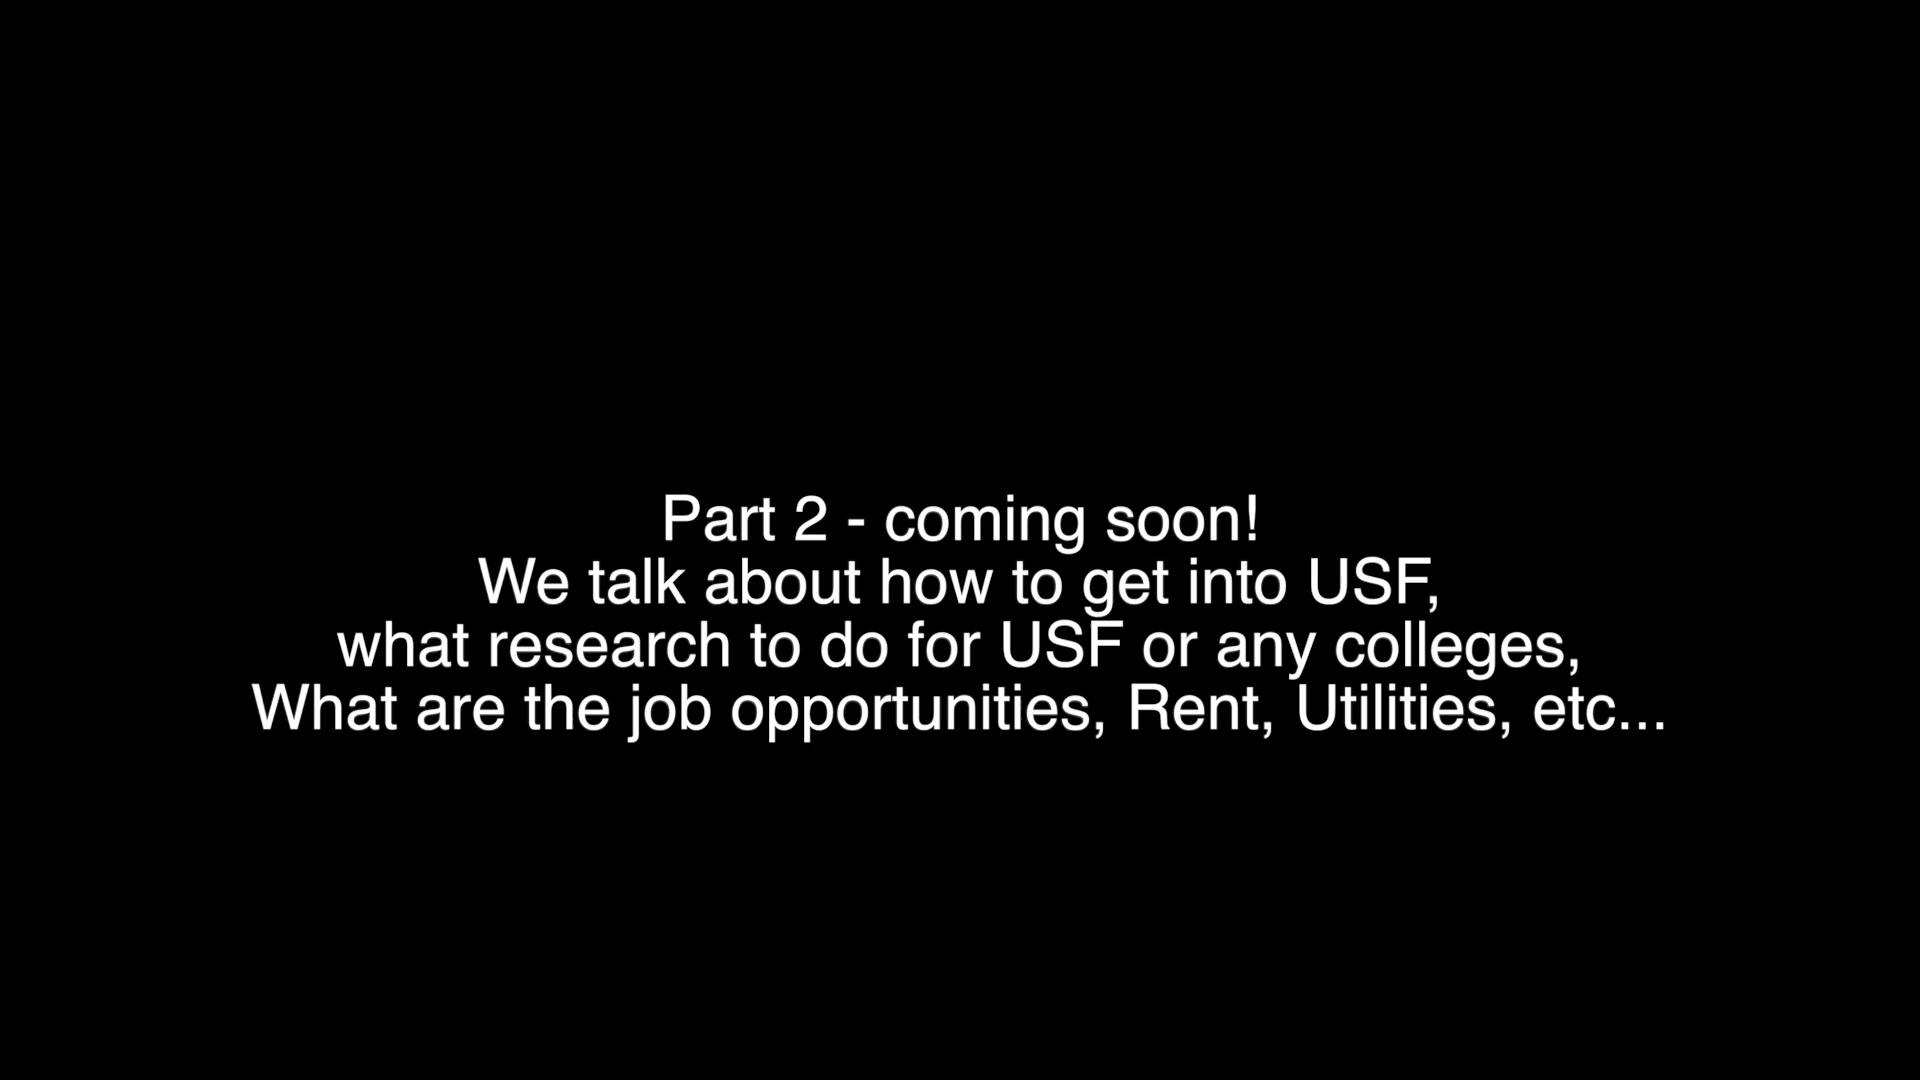 Part 2 - coming soon!
We talk about how to get into USF,
what research to do for USF or any colleges,
What are the job opportunities, Rent, Utilities, etc...